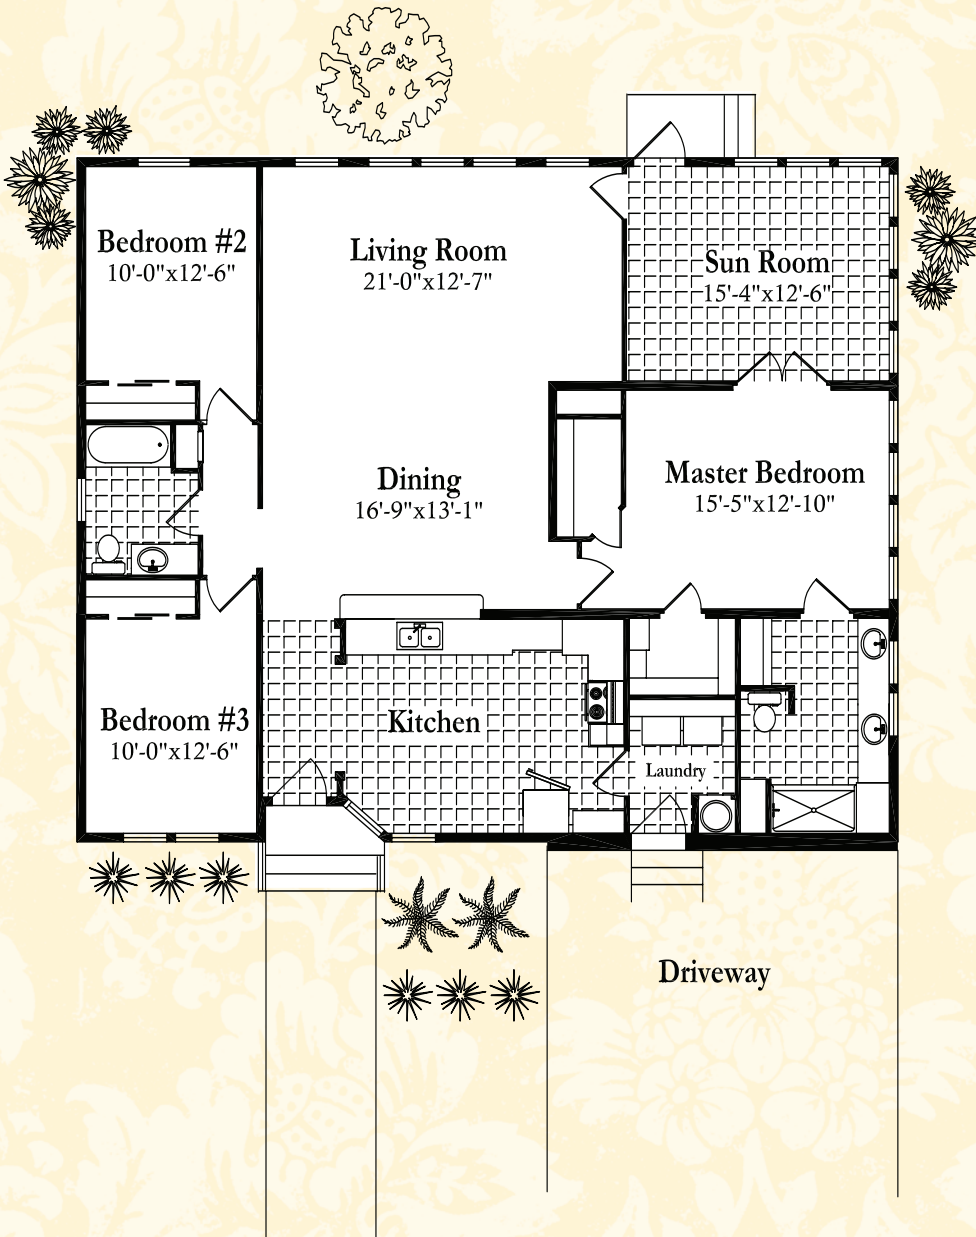 Bedroom #2
10'-0"x12'-6"
Living Room
21'-0"x12'-7"
Sun Room
15'-4"x12'-6"
Dining
16'-9"x13'-1"
Master Bedroom
15'-5"x12'-10"
Bedroom #3
10'-0"x12'-6"
Kitchen
Laundry
Driveway